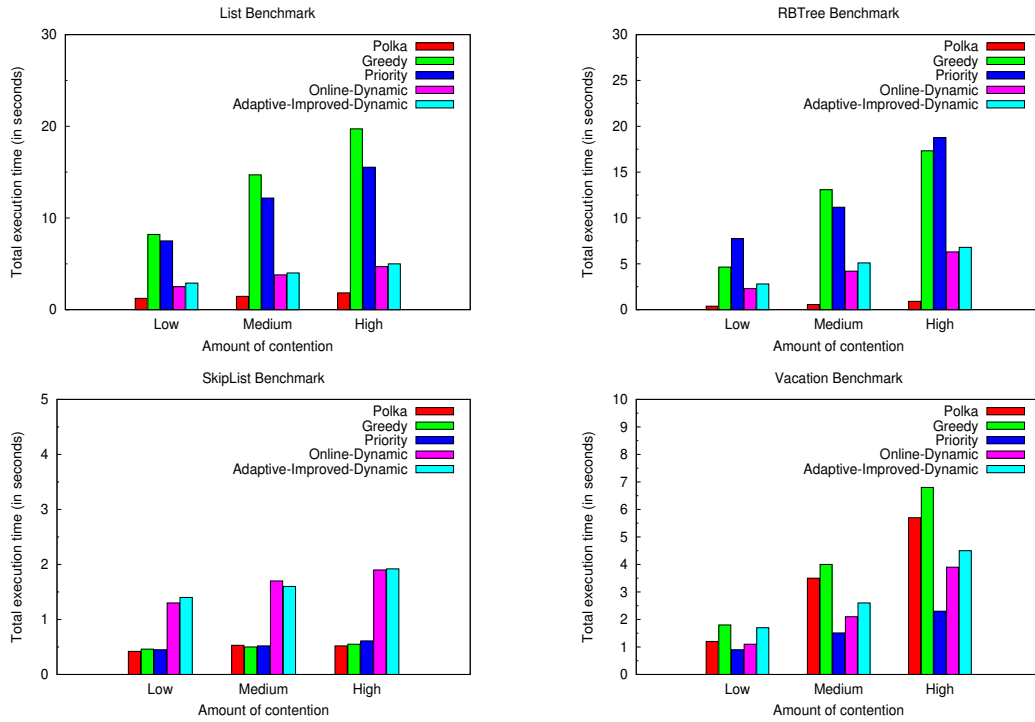 List Benchmark
Total execution time (in seconds)
30
20
10
0
Polka
Greedy
Priority
Online-Dynamic
Adaptive-Improved-Dynamic
Low Medium High
Amount of contention
RBTree Benchmark
Total execution time (in seconds)
30
25
20
15
10
5
0
Polka
Greedy
Priority
Online-Dynamic
Adaptive-Improved-Dynamic
Low Medium High
Amount of contention
SkipList Benchmark
Total execution time (in seconds)
5
4
3
2
1
0
Polka
Greedy
Priority
Online-Dynamic
Adaptive-Improved-Dynamic
Low Medium High
Amount of contention
Vacation Benchmark
Total execution time (in seconds)
10
9
8
7
6
5
4
3
2
1
0
Polka
Greedy
Priority
Online-Dynamic
Adaptive-Improved-Dynamic
Low Medium High
Amount of contention